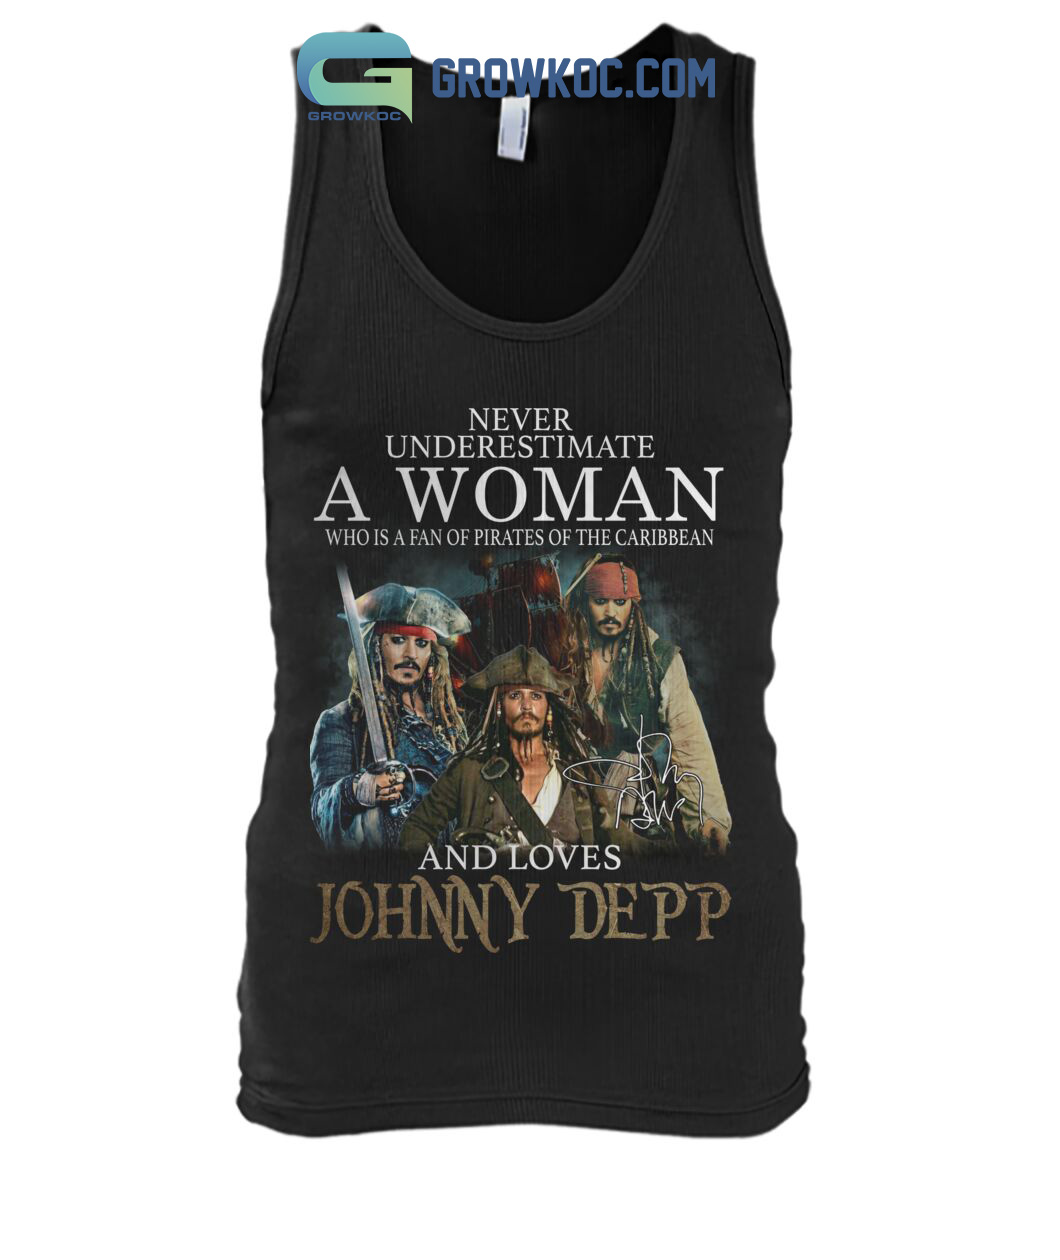 GROWKOC.COM
GROWKOC
NEVER
UNDERESTIMATE
A WOMAN
WHO IS A FAN OF PIRATES OF THE CARIBBEAN
AND LOVES
JOHNNY DEPP